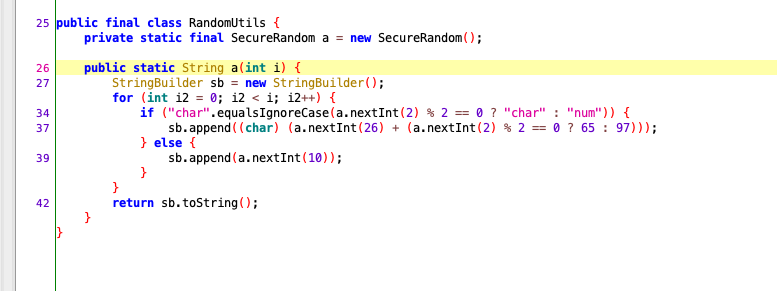 25 public final class RandomUtils {
private static final SecureRandom a = new SecureRandom();
26 public static String a(int i) {
27 StringBuilder sb = new StringBuilder();
for (int i2 = 0; i2 < i; i2++) {
34 if ("char".equalsIgnoreCase(a.nextInt(2) % 2 == 0 ? "char" : "num")) {
37 sb.append((char) (a.nextInt(26) + (a.nextInt(2) % 2 == 0 ? 65 : 97)));
} else {
39 sb.append(a.nextInt(10));
}
}
42 return sb.toString();
}
}